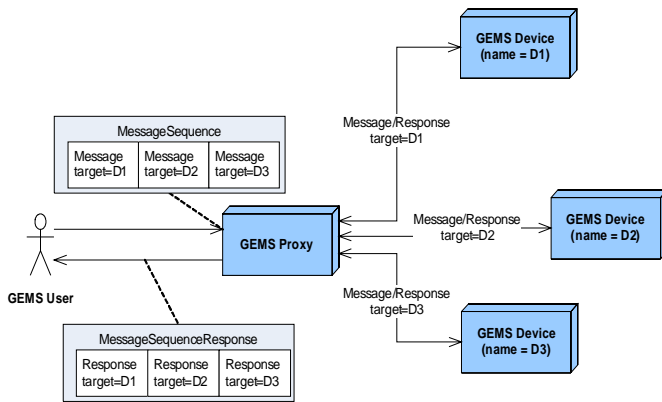 GEMS Device
(name = D1)
Message/Response
target=D1
MessageSequence
Message Message Message
target=D1 target=D2 target=D3
GEMS User
GEMS Proxy
Message/Response
target=D2
GEMS Device
(name = D2)
Message/Response
target=D3
GEMS Device
(name = D3)
MessageSequenceResponse
Response Response Response
target=D1 target=D2 target=D3